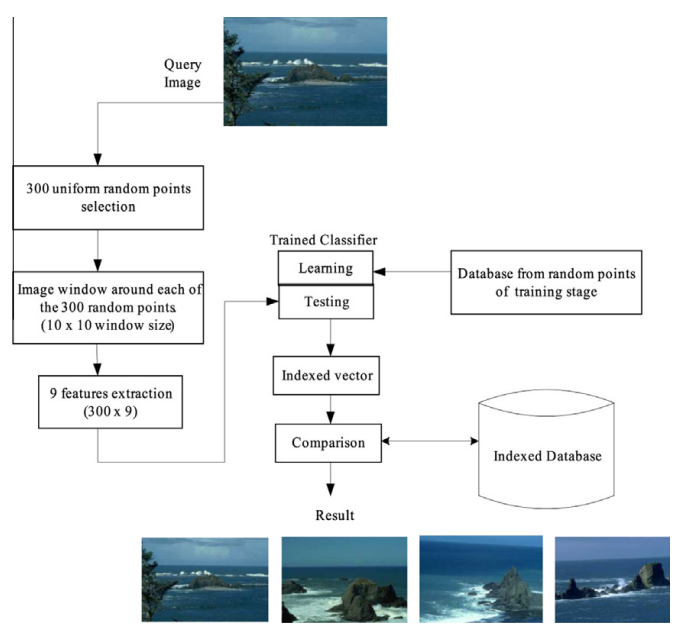 Query
Image
300 uniform random points
selection
Image window around each of
the 300 random points.
(10 x 10 window size)
9 features extraction
(300 x 9)
Trained Classifier
Learning
Testing
Database from random points
of training stage
Indexed vector
Comparison
Indexed Database
Result